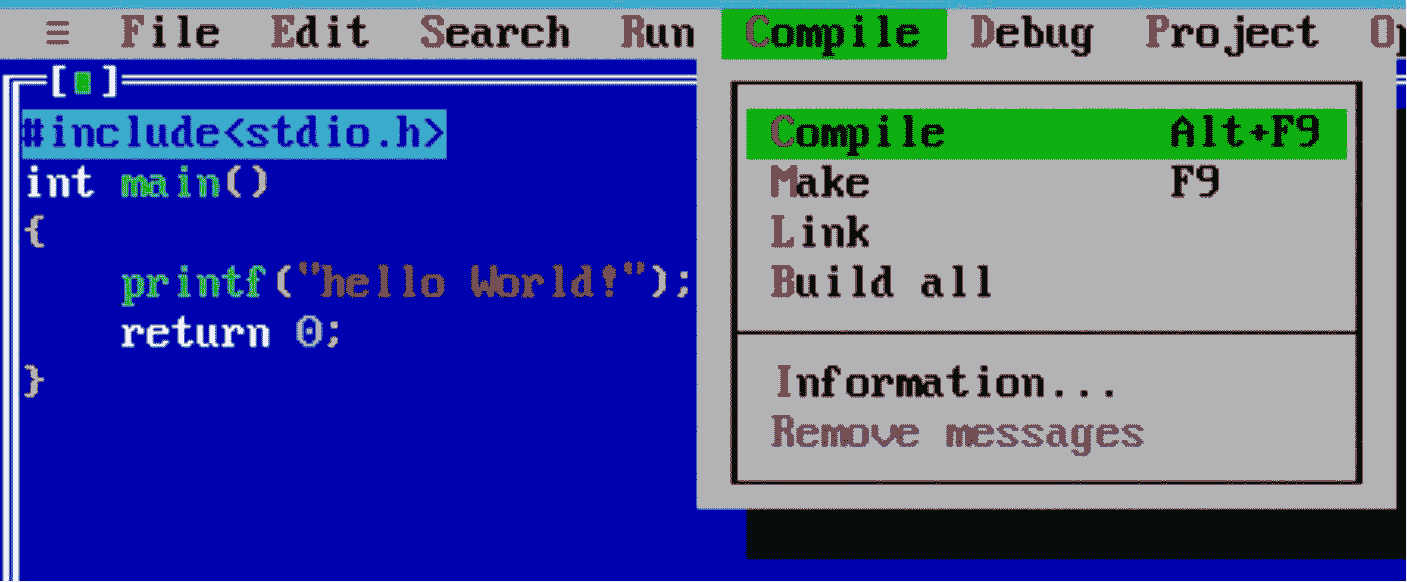 ≡ File Edit Search Run Compile Debug Project
[■]
#include<stdio.h>
int main()
{
printf("hello World!");
return 0;
}
Compile Alt+F9
Make F9
Link
Build all
Information...
Remove messages